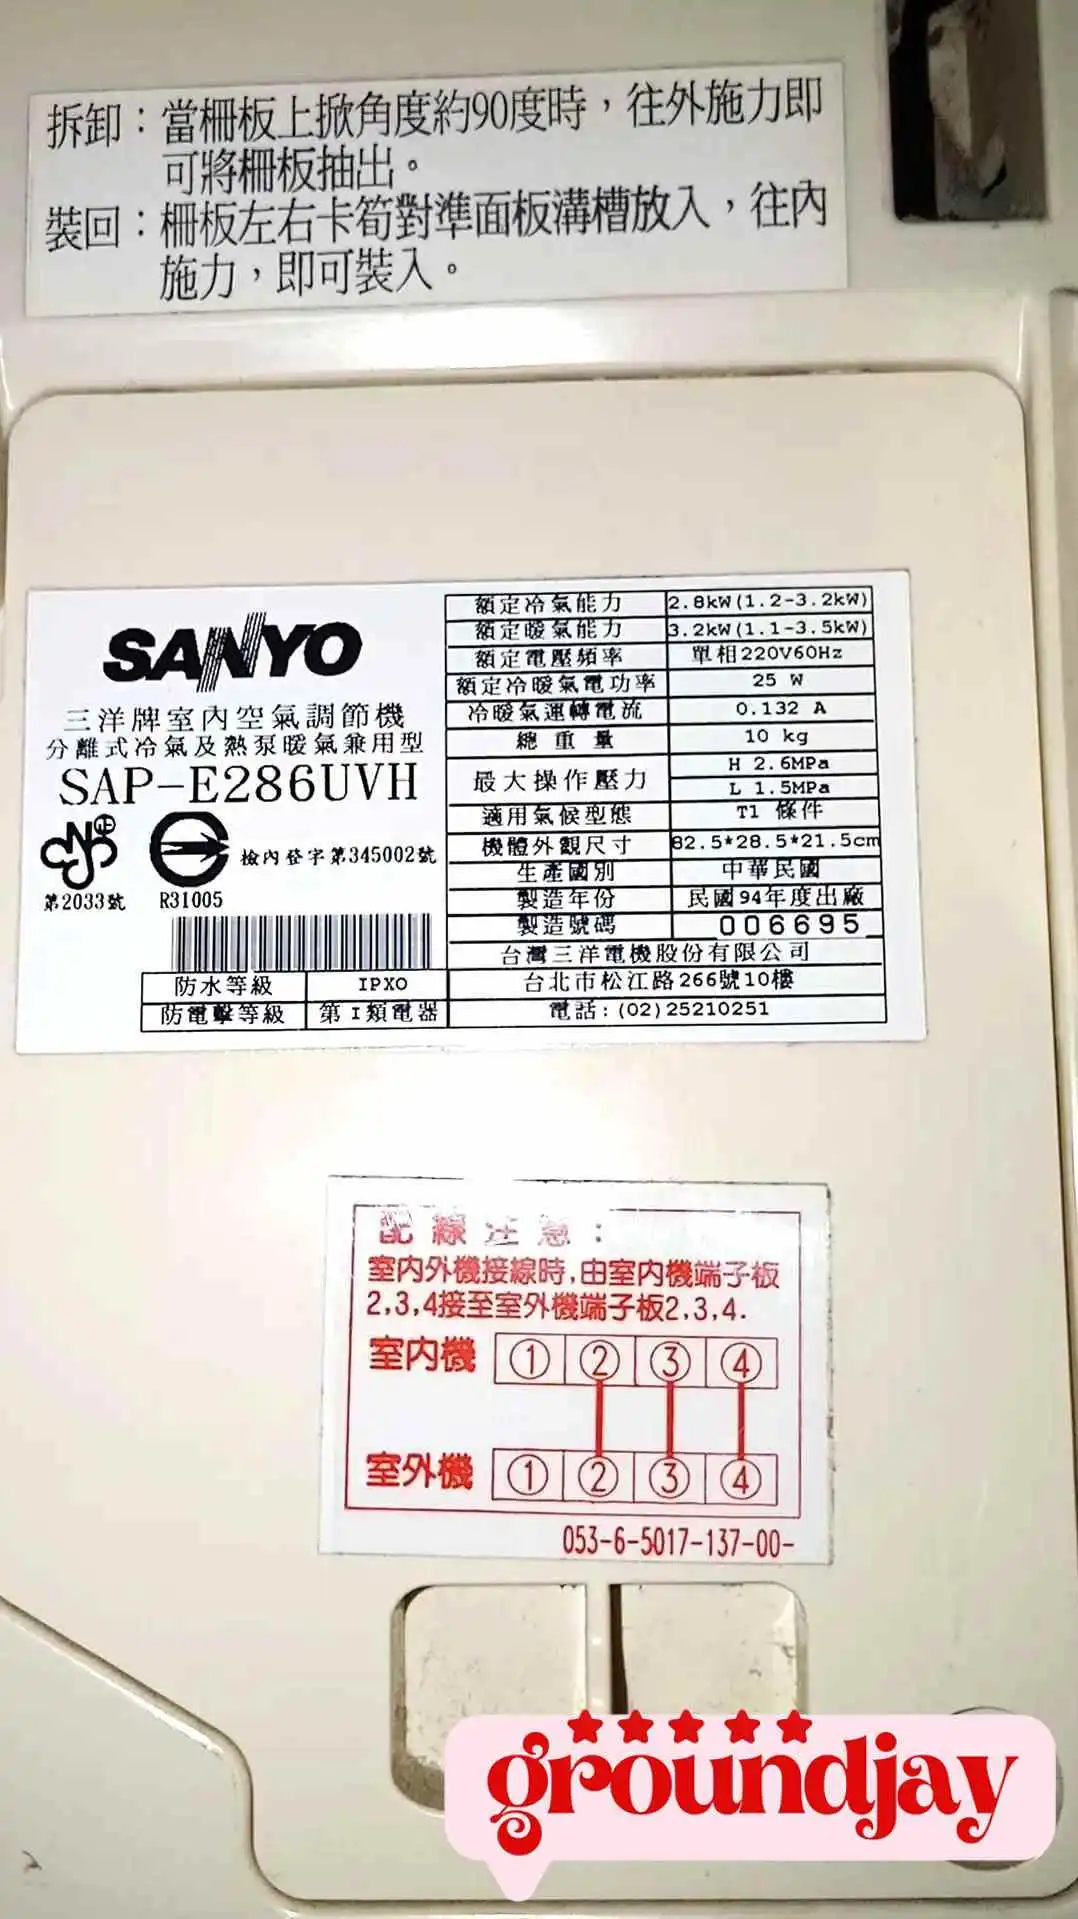 拆卸：當柵板上掀角度約90度時，往外施力即
可將柵板抽出。
裝回：柵板左右卡筍對準面板溝槽放入，往內
施力，即可裝入。
SANYO
三洋牌室內空氣調節機
分離式冷氣及熱泵暖氣兼用型
SAP-E286UVH
檢內登字第345002號
第2033號 R31005
防水等級 IPX0
防電擊等級 第I類電器
額定冷氣能力 2.8kW(1.2-3.2kW)
額定暖氣能力 3.2kW(1.1-3.5kW)
額定電壓頻率 單相220V60Hz
額定冷暖氣電功率 25 W
冷暖氣運轉電流 0.132 A
總重量 10 kg
最大操作壓力 H 2.6MPa
L 1.5MPa
適用氣候型態 T1 條件
機體外觀尺寸 82.5*28.5*21.5cm
生產國別 中華民國
製造年份 民國94年度出廠
製造號碼 006695
台灣三洋電機股份有限公司
台北市松江路266號10樓
電話:(02)25210251
配線注意：
室內外機接線時,由室內機端子板
2,3,4接至室外機端子板2,3,4.
室內機 ① ② ③ ④
室外機 ① ② ③ ④
053-6-5017-137-00-
groundjay